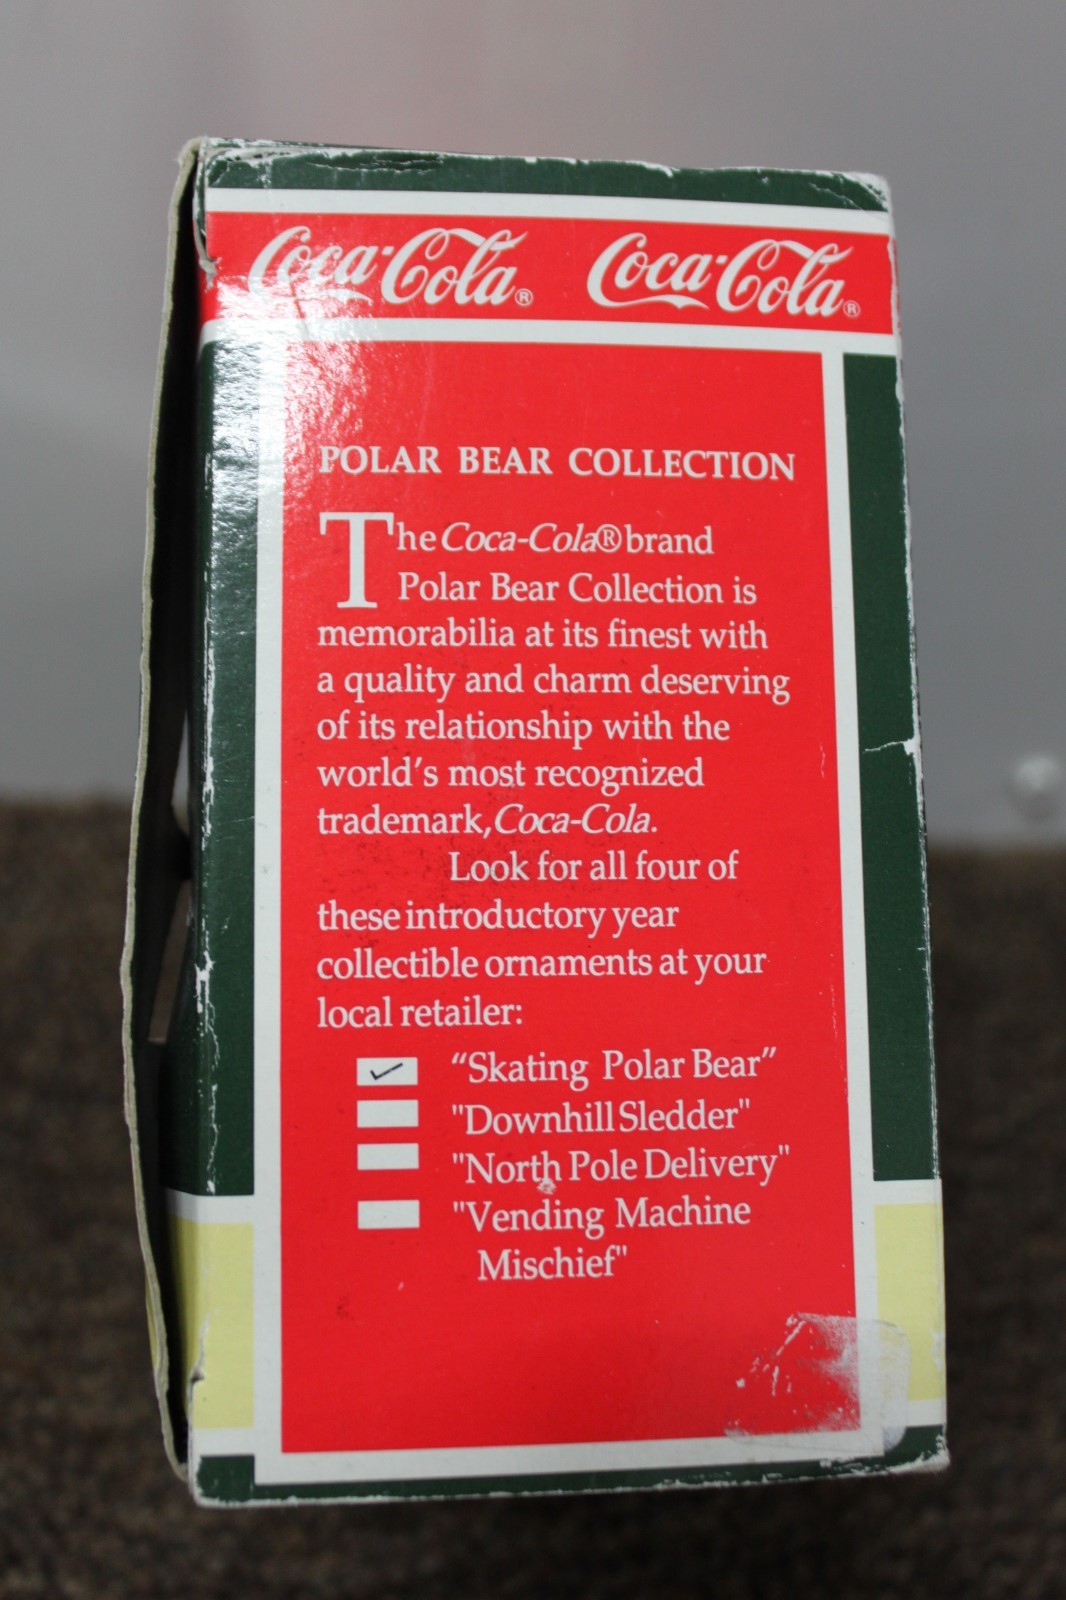 Coca-Cola® Coca-Cola®
POLAR BEAR COLLECTION
The Coca-Cola® brand
Polar Bear Collection is
memorabilia at its finest with
a quality and charm deserving
of its relationship with the
world's most recognized
trademark, Coca-Cola.
Look for all four of
these introductory year
collectible ornaments at your
local retailer:
“Skating Polar Bear”
"Downhill Sledder"
"North Pole Delivery"
"Vending Machine
Mischief"